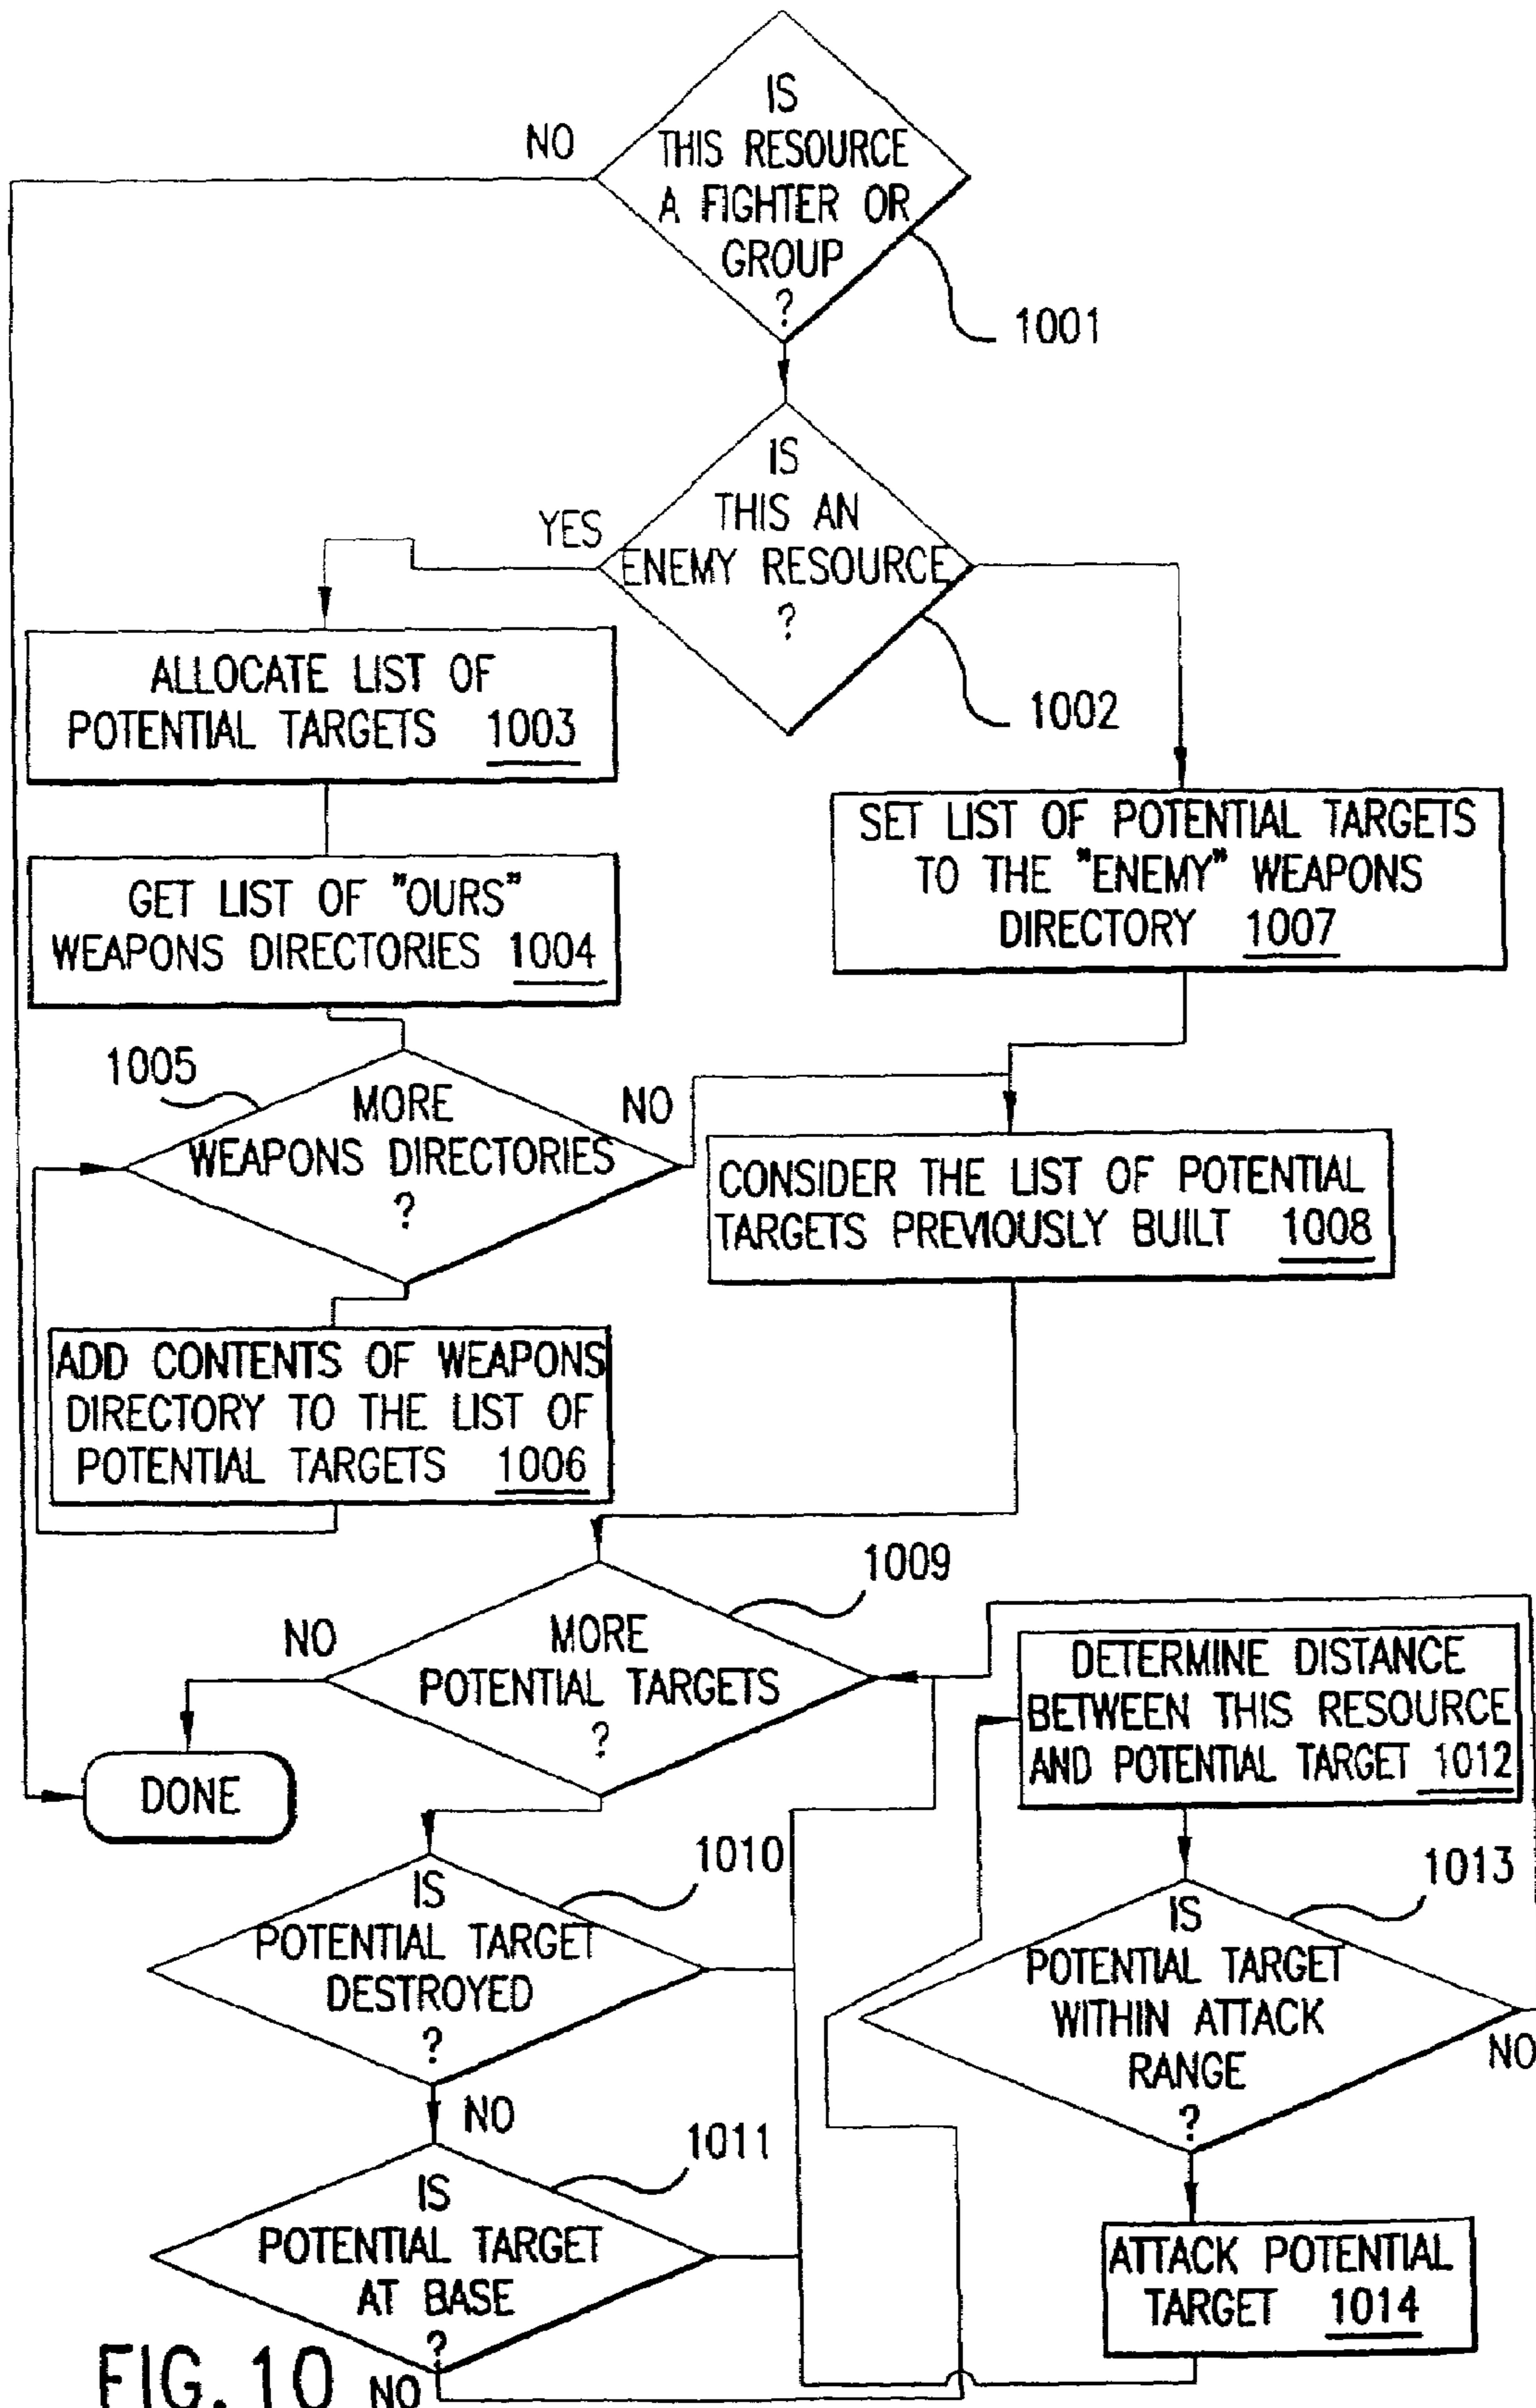 IS
THIS RESOURCE
A FIGHTER OR
GROUP
?
NO
1001
IS
THIS AN
ENEMY RESOURCE
?
YES
1002
ALLOCATE LIST OF
POTENTIAL TARGETS 1003
GET LIST OF "OURS"
WEAPONS DIRECTORIES 1004
SET LIST OF POTENTIAL TARGETS
TO THE "ENEMY" WEAPONS
DIRECTORY 1007
1005
MORE
WEAPONS DIRECTORIES
?
NO
CONSIDER THE LIST OF POTENTIAL
TARGETS PREVIOUSLY BUILT 1008
ADD CONTENTS OF WEAPONS
DIRECTORY TO THE LIST OF
POTENTIAL TARGETS 1006
1009
NO
MORE
POTENTIAL TARGETS
?
DONE
DETERMINE DISTANCE
BETWEEN THIS RESOURCE
AND POTENTIAL TARGET 1012
1010
IS
POTENTIAL TARGET
DESTROYED
?
NO
1013
IS
POTENTIAL TARGET
WITHIN ATTACK
RANGE
?
NO
1011
IS
POTENTIAL TARGET
AT BASE
?
NO
ATTACK POTENTIAL
TARGET 1014
FIG. 10